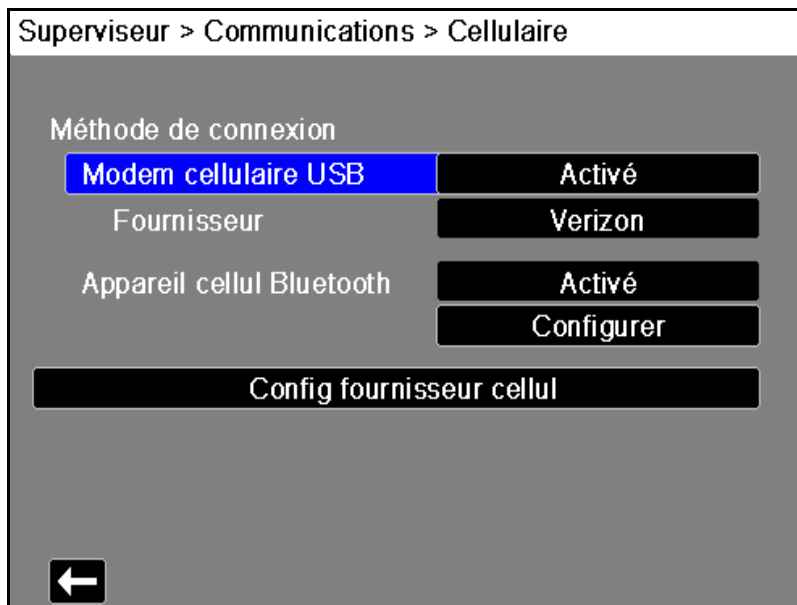 Superviseur > Communications > Cellulaire
Méthode de connexion
Modem cellulaire USB Activé
Fournisseur Verizon
Appareil cellul Bluetooth Activé
Configurer
Config fournisseur cellul